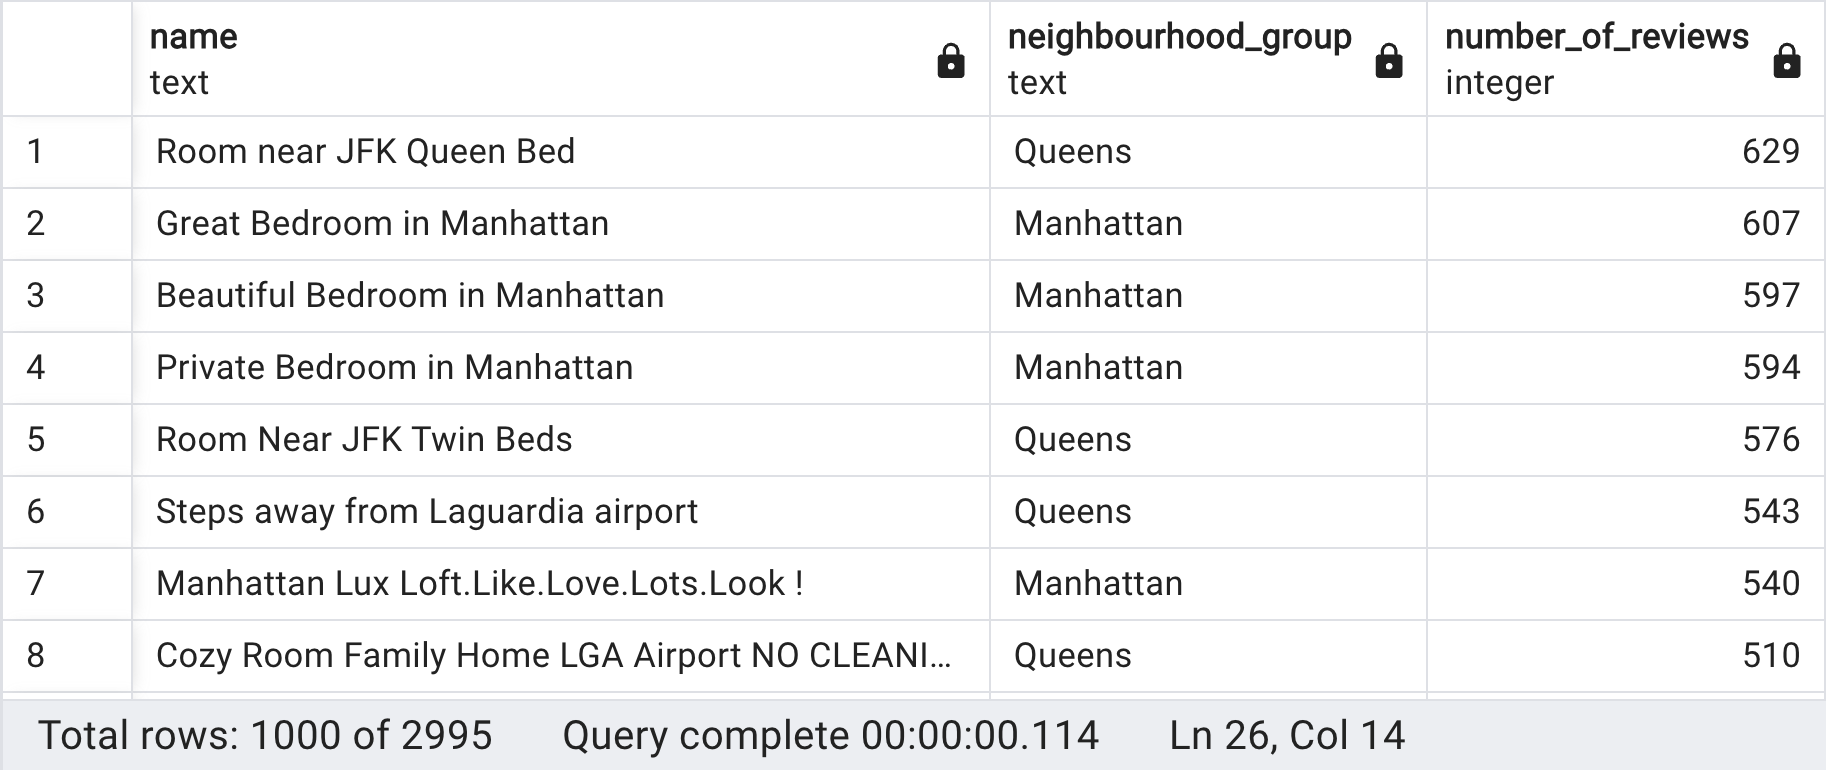 name neighbourhood_group number_of_reviews
text text integer
1 Room near JFK Queen Bed Queens 629
2 Great Bedroom in Manhattan Manhattan 607
3 Beautiful Bedroom in Manhattan Manhattan 597
4 Private Bedroom in Manhattan Manhattan 594
5 Room Near JFK Twin Beds Queens 576
6 Steps away from Laguardia airport Queens 543
7 Manhattan Lux Loft.Like.Love.Lots.Look ! Manhattan 540
8 Cozy Room Family Home LGA Airport NO CLEANI... Queens 510
Total rows: 1000 of 2995 Query complete 00:00:00.114 Ln 26, Col 14